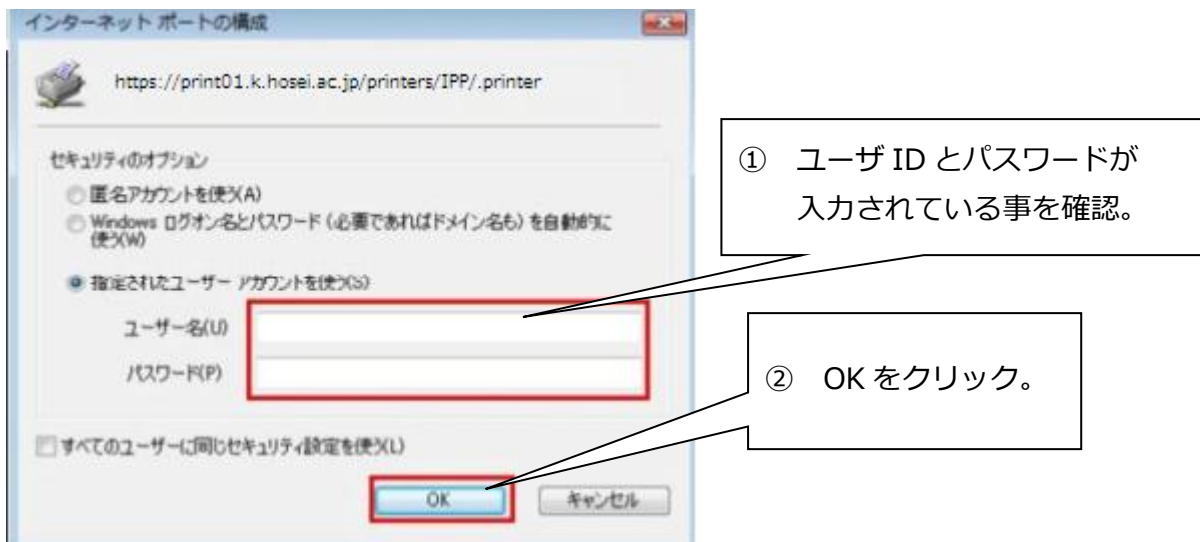 インターネット ポートの構成
https://print01.k.hosei.ac.jp/printers/IPP/.printer
セキュリティのオプション
匿名アカウントを使う(A)
Windows ログオン名とパスワード (必要であればドメイン名も) を自動的に
使う(W)
指定されたユーザー アカウントを使う(S)
ユーザー名(U)
パスワード(P)
すべてのユーザーに同じセキュリティ設定を使う(L)
OK
キャンセル
① ユーザ ID とパスワードが
入力されている事を確認。
② OK をクリック。